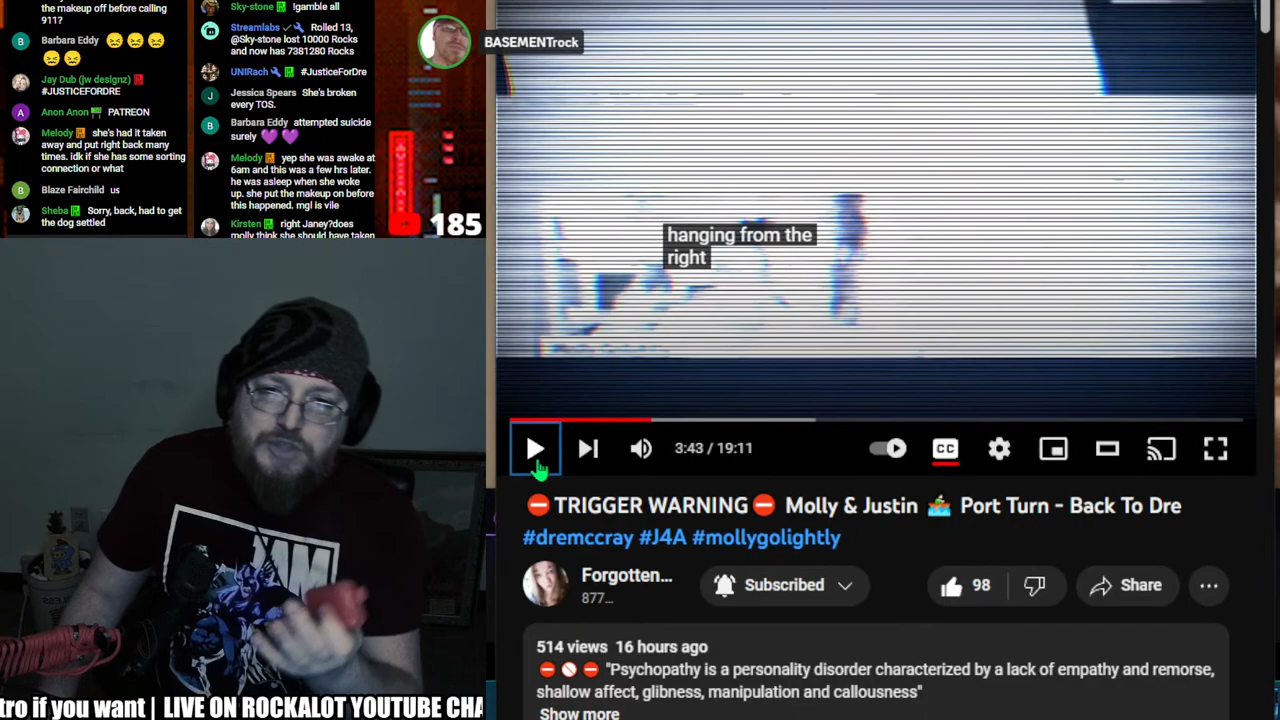 the makeup off before calling
911?
Barbara Eddy
Jay Dub (jw designz)
#JUSTICEFORDRE
Anon Anon PATREON
Melody she's had it taken
away and put right back many
times. idk if she has some sorting
connection or what
Blaze Fairchild us
Sheba Sorry, back, had to get
the dog settled
Sky-stone !gamble all
Streamlabs Rolled 13,
@Sky-stone lost 10000 Rocks
and now has 7381280 Rocks
UNIRach #JusticeForDre
Jessica Spears She's broken
every TOS.
Barbara Eddy attempted suicide
surely
Melody yep she was awake at
6am and this was a few hrs later.
he was asleep when she woke
up. she put the makeup on before
this happened. mgl is vile
Kirsten right Janey?does
molly think she should have taken
185
BASEMENTrock
hanging from the
right
3:43 / 19:11
CC
⛔TRIGGER WARNING⛔ Molly & Justin 🚣 Port Turn - Back To Dre
#dremccray #J4A #mollygolightly
Forgotten...
877...
Subscribed
98
Share
514 views 16 hours ago
⛔ 🚫 ⛔ "Psychopathy is a personality disorder characterized by a lack of empathy and remorse,
shallow affect, glibness, manipulation and callousness"
Show more
tro if you want | LIVE ON ROCKALOT YOUTUBE CHA